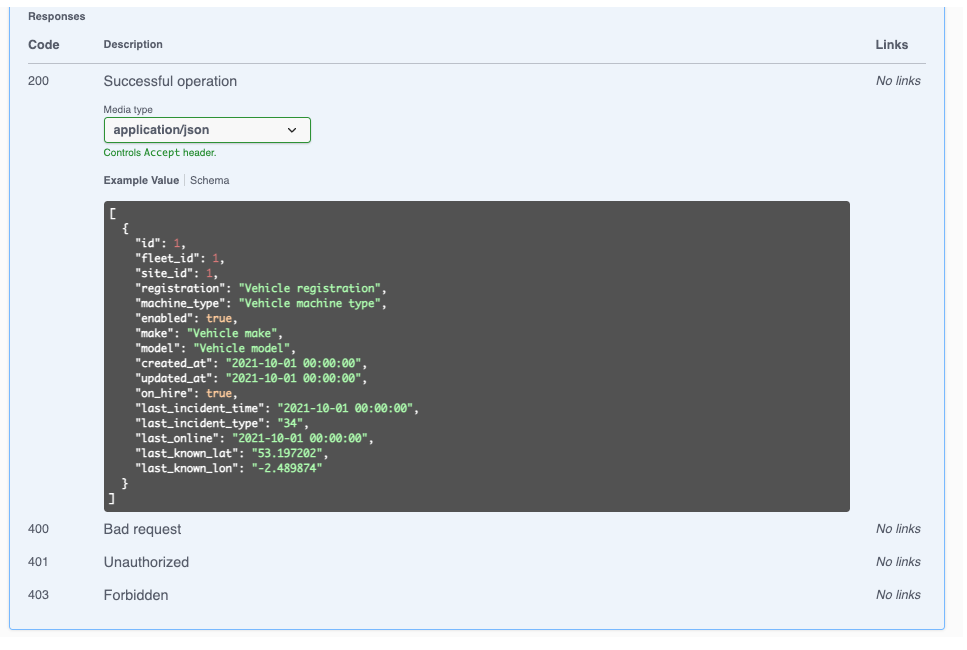 Responses
Code Description Links
200 Successful operation No links
Media type
application/json
Controls Accept header.
Example Value Schema
[
  {
    "id": 1,
    "fleet_id": 1,
    "site_id": 1,
    "registration": "Vehicle registration",
    "machine_type": "Vehicle machine type",
    "enabled": true,
    "make": "Vehicle make",
    "model": "Vehicle model",
    "created_at": "2021-10-01 00:00:00",
    "updated_at": "2021-10-01 00:00:00",
    "on_hire": true,
    "last_incident_time": "2021-10-01 00:00:00",
    "last_incident_type": "34",
    "last_online": "2021-10-01 00:00:00",
    "last_known_lat": "53.197202",
    "last_known_lon": "-2.489874"
  }
]
400 Bad request No links
401 Unauthorized No links
403 Forbidden No links